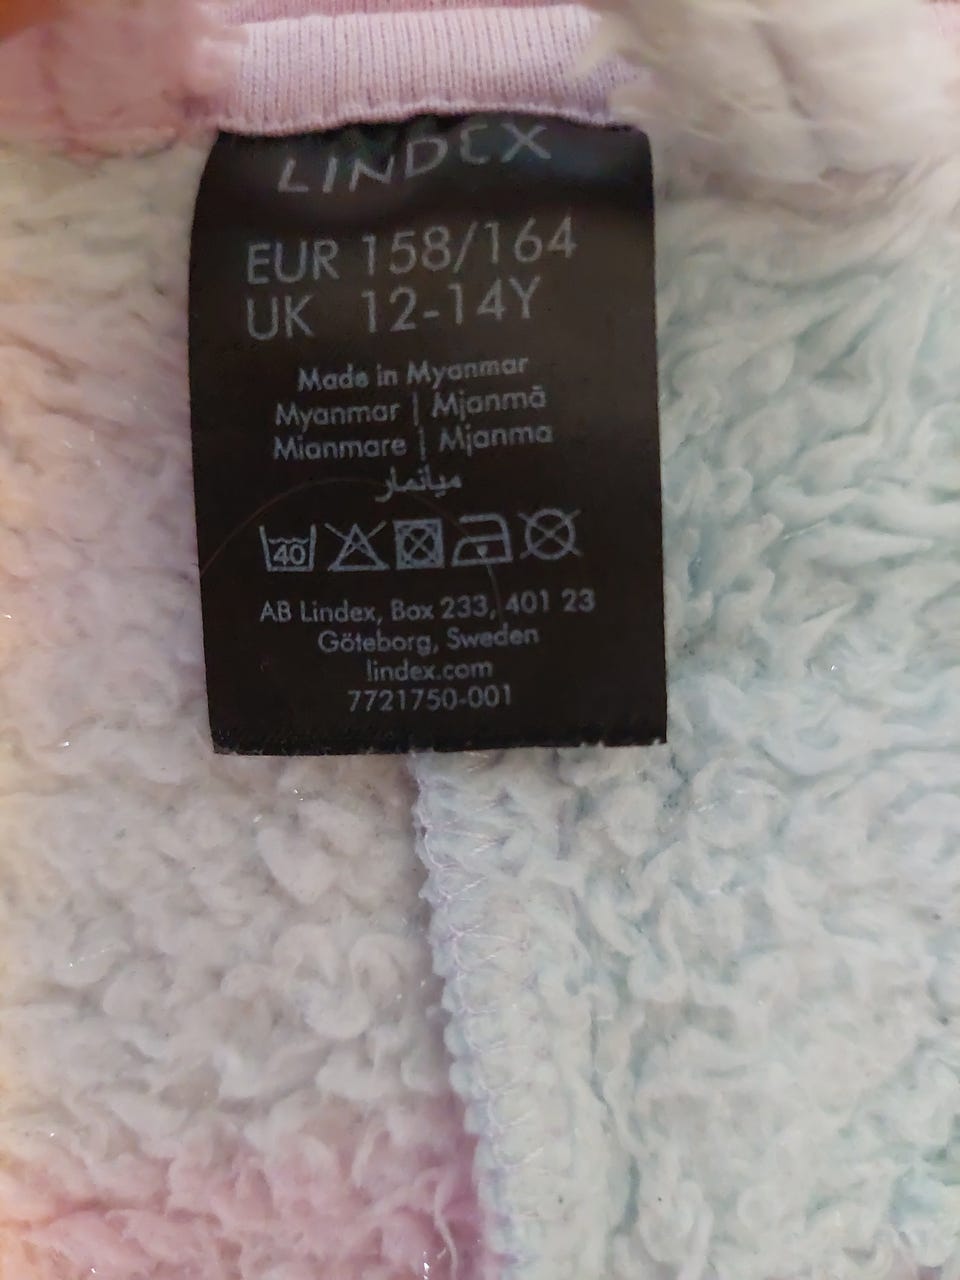 LINDEX
EUR 158/164
UK 12-14Y
Made in Myanmar
Myanmar | Mjanmā
Mianmare | Mjanma
ميانمار
40
AB Lindex, Box 233, 401 23
Göteborg, Sweden
lindex.com
7721750-001